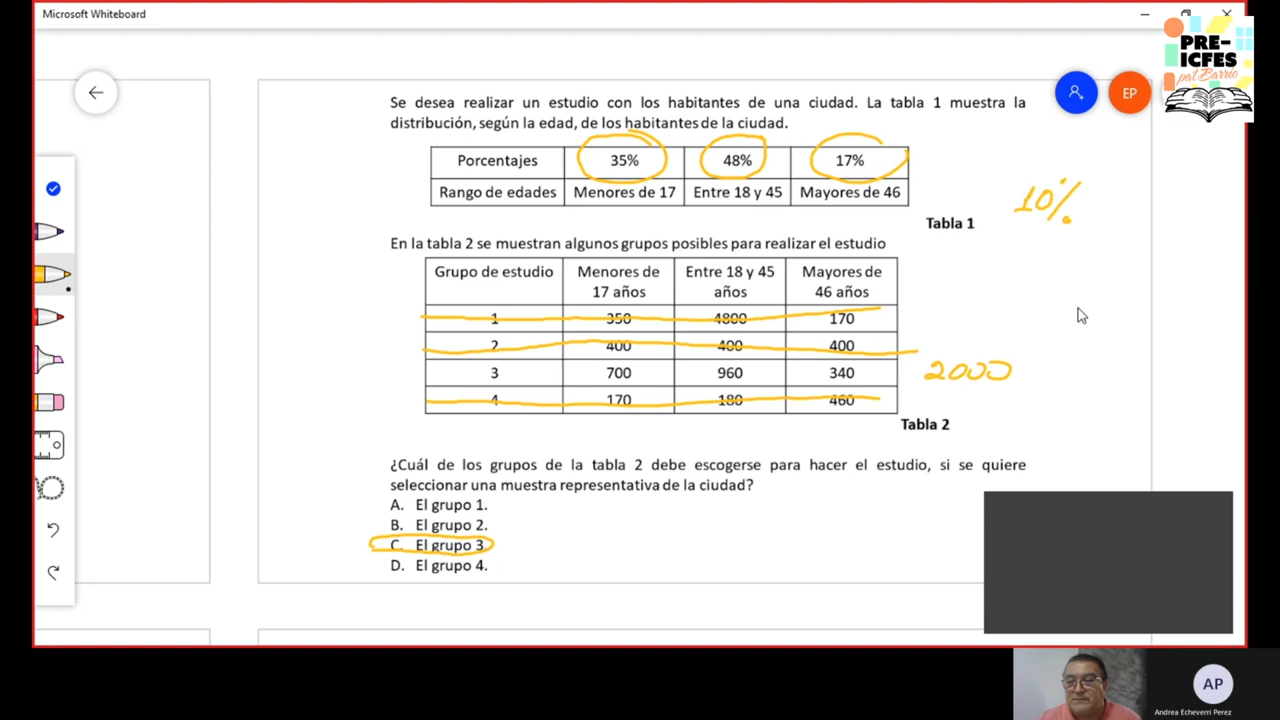 Microsoft Whiteboard
PRE-
ICFES
pal Barrio
EP
Se desea realizar un estudio con los habitantes de una ciudad. La tabla 1 muestra la
distribución, según la edad, de los habitantes de la ciudad.
Porcentajes 35% 48% 17%
Rango de edades Menores de 17 Entre 18 y 45 Mayores de 46
10%
Tabla 1
En la tabla 2 se muestran algunos grupos posibles para realizar el estudio
Grupo de estudio Menores de Entre 18 y 45 Mayores de
17 años años 46 años
1 350 4800 170
2 400 400 400
3 700 960 340 2000
4 170 180 460
Tabla 2
¿Cuál de los grupos de la tabla 2 debe escogerse para hacer el estudio, si se quiere
seleccionar una muestra representativa de la ciudad?
A. El grupo 1.
B. El grupo 2.
C. El grupo 3.
D. El grupo 4.
AP
Andrea Echeverri Perez